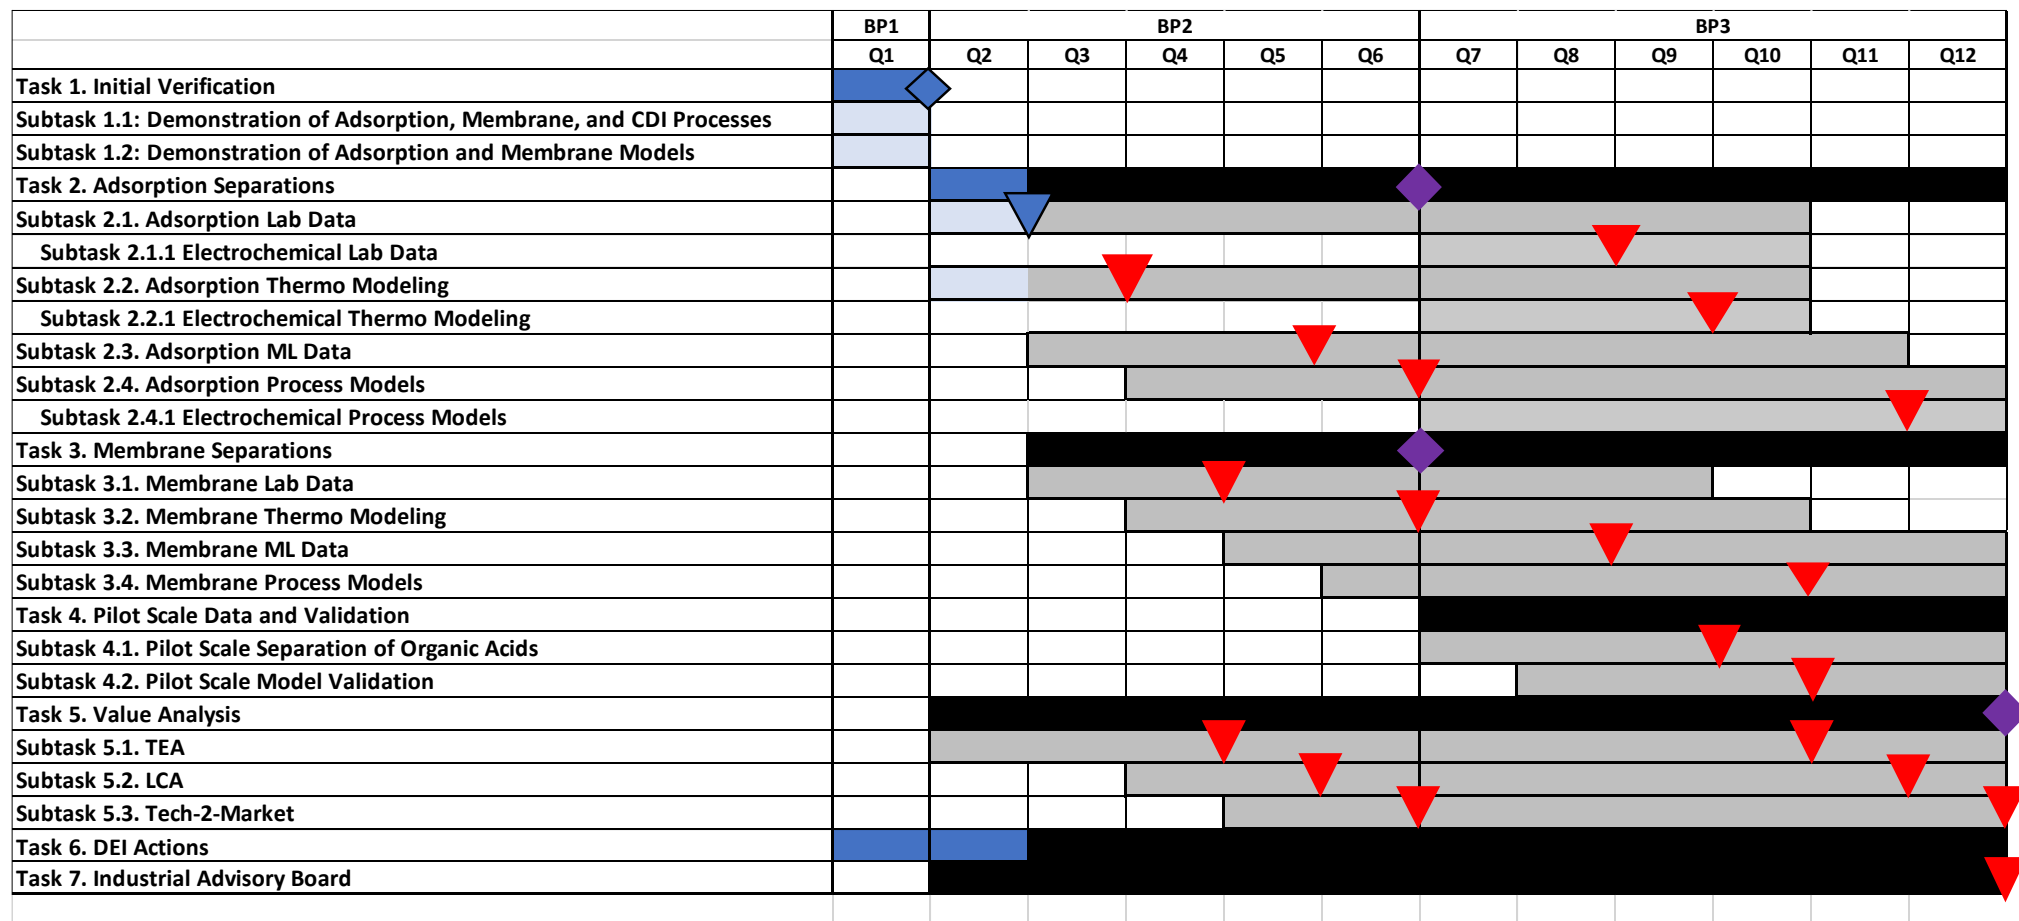 BP1 BP2 BP3
Q1 Q2 Q3 Q4 Q5 Q6 Q7 Q8 Q9 Q10 Q11 Q12
Task 1. Initial Verification
Subtask 1.1: Demonstration of Adsorption, Membrane, and CDI Processes
Subtask 1.2: Demonstration of Adsorption and Membrane Models
Task 2. Adsorption Separations
Subtask 2.1. Adsorption Lab Data
Subtask 2.1.1 Electrochemical Lab Data
Subtask 2.2. Adsorption Thermo Modeling
Subtask 2.2.1 Electrochemical Thermo Modeling
Subtask 2.3. Adsorption ML Data
Subtask 2.4. Adsorption Process Models
Subtask 2.4.1 Electrochemical Process Models
Task 3. Membrane Separations
Subtask 3.1. Membrane Lab Data
Subtask 3.2. Membrane Thermo Modeling
Subtask 3.3. Membrane ML Data
Subtask 3.4. Membrane Process Models
Task 4. Pilot Scale Data and Validation
Subtask 4.1. Pilot Scale Separation of Organic Acids
Subtask 4.2. Pilot Scale Model Validation
Task 5. Value Analysis
Subtask 5.1. TEA
Subtask 5.2. LCA
Subtask 5.3. Tech-2-Market
Task 6. DEI Actions
Task 7. Industrial Advisory Board